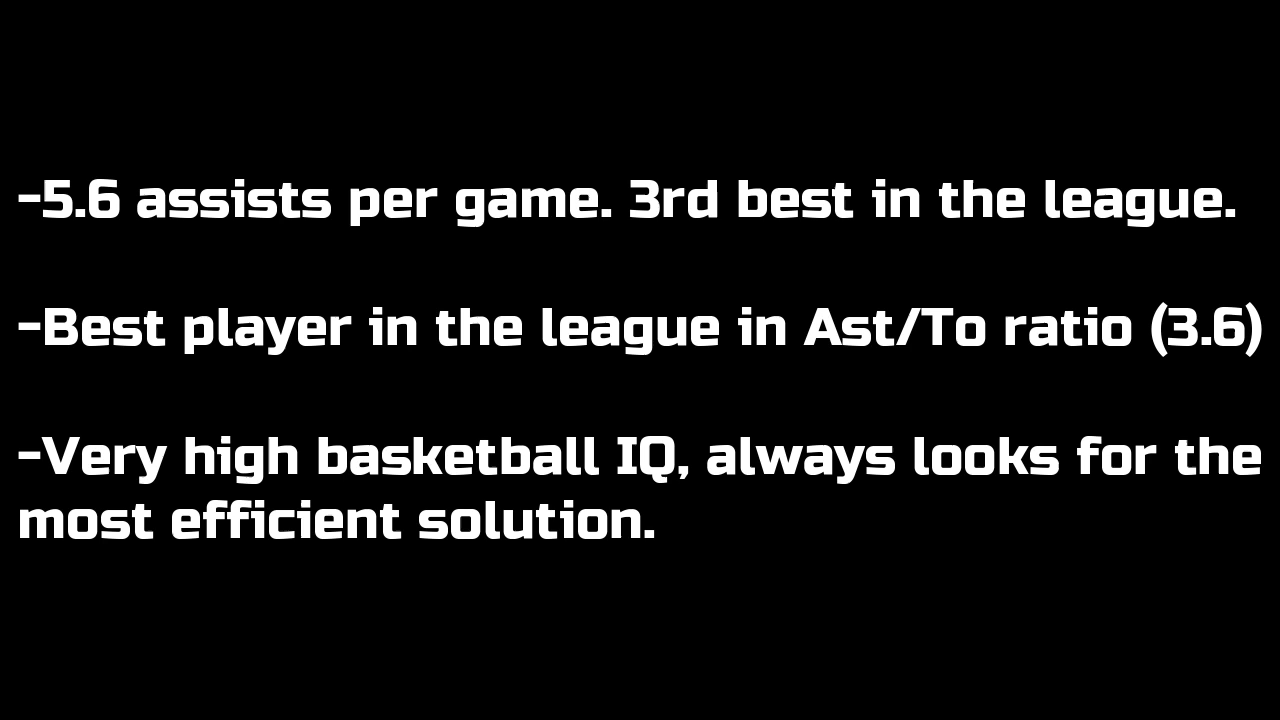 -5.6 assists per game. 3rd best in the league.
-Best player in the league in Ast/To ratio (3.6)
-Very high basketball IQ, always looks for the
most efficient solution.